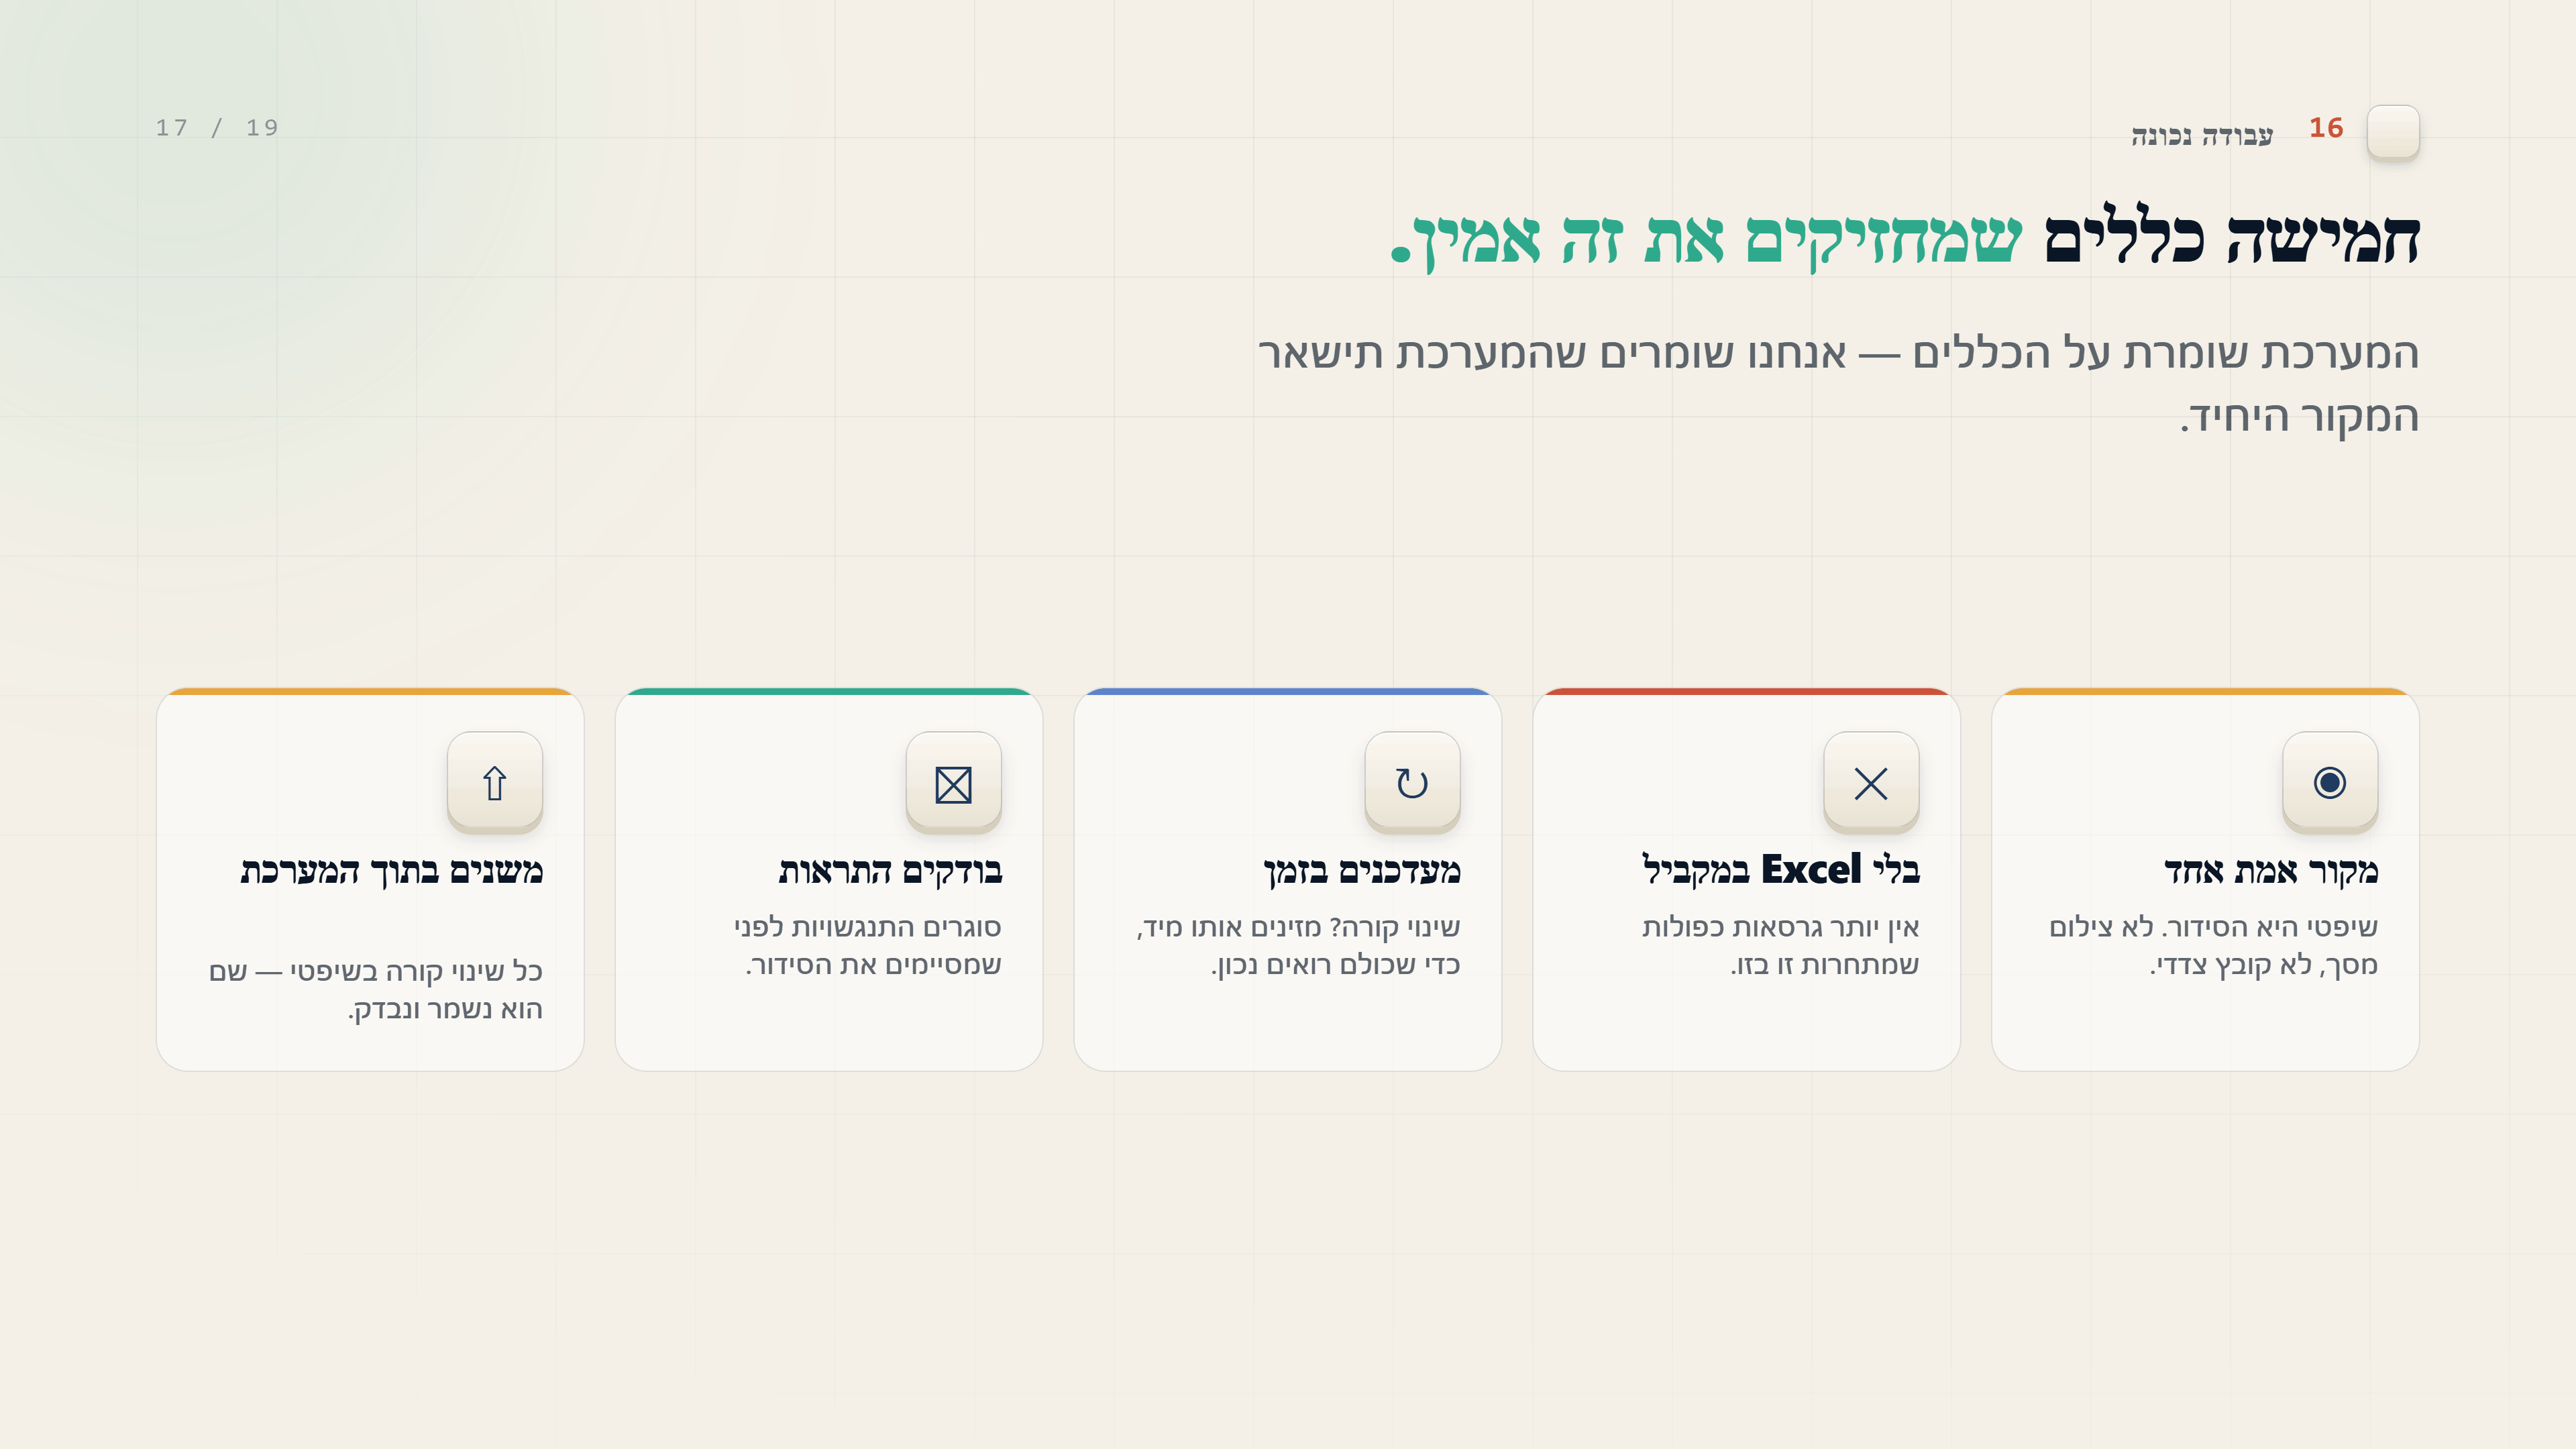 16 עבודה נכונה
17 / 19
חמישה כללים שמחזיקים את זה אמין.
המערכת שומרת על הכללים — אנחנו שומרים שהמערכת תישאר
המקור היחיד.
מקור אמת אחד
שיפטי היא הסידור. לא צילום
מסך, לא קובץ צדדי.
בלי Excel במקביל
אין יותר גרסאות כפולות
שמתחרות זו בזו.
מעדכנים בזמן
שינוי קורה? מזינים אותו מיד,
כדי שכולם רואים נכון.
בודקים התראות
סוגרים התנגשויות לפני
שמסיימים את הסידור.
משנים בתוך המערכת
כל שינוי קורה בשיפטי — שם
הוא נשמר ונבדק.